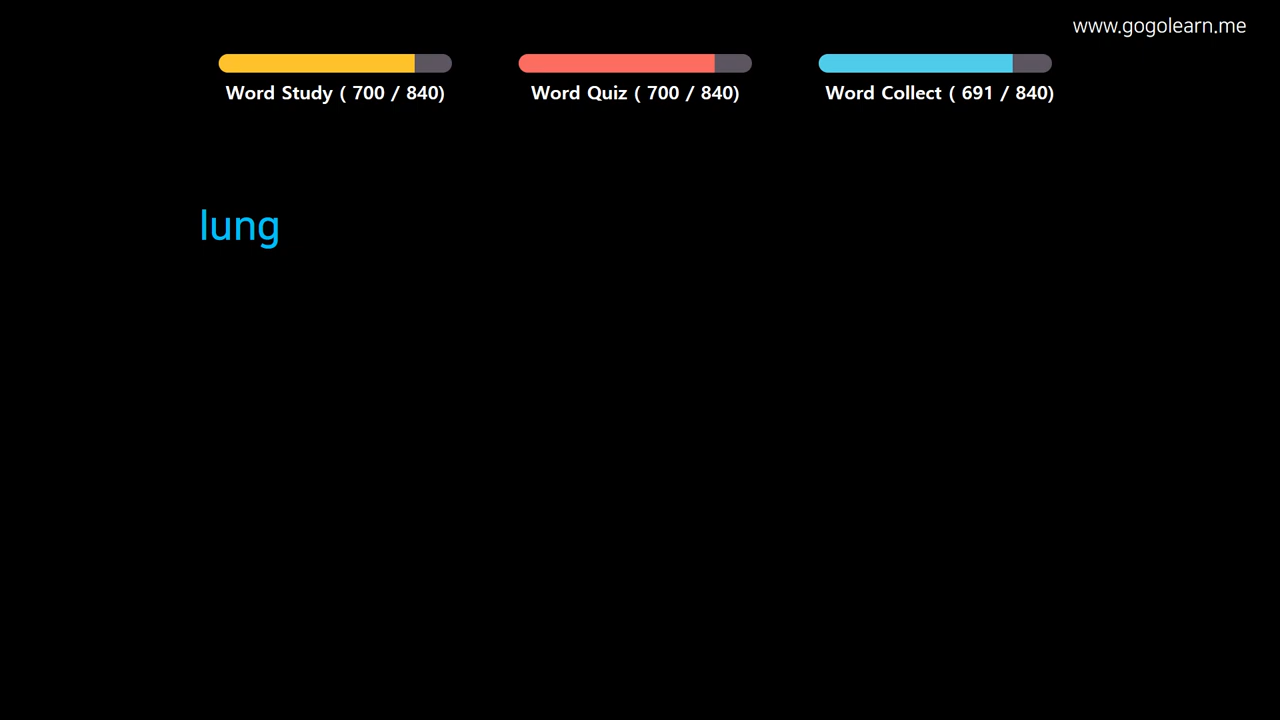 www.gogolearn.me
Word Study ( 700 / 840)
Word Quiz ( 700 / 840)
Word Collect ( 691 / 840)
lung